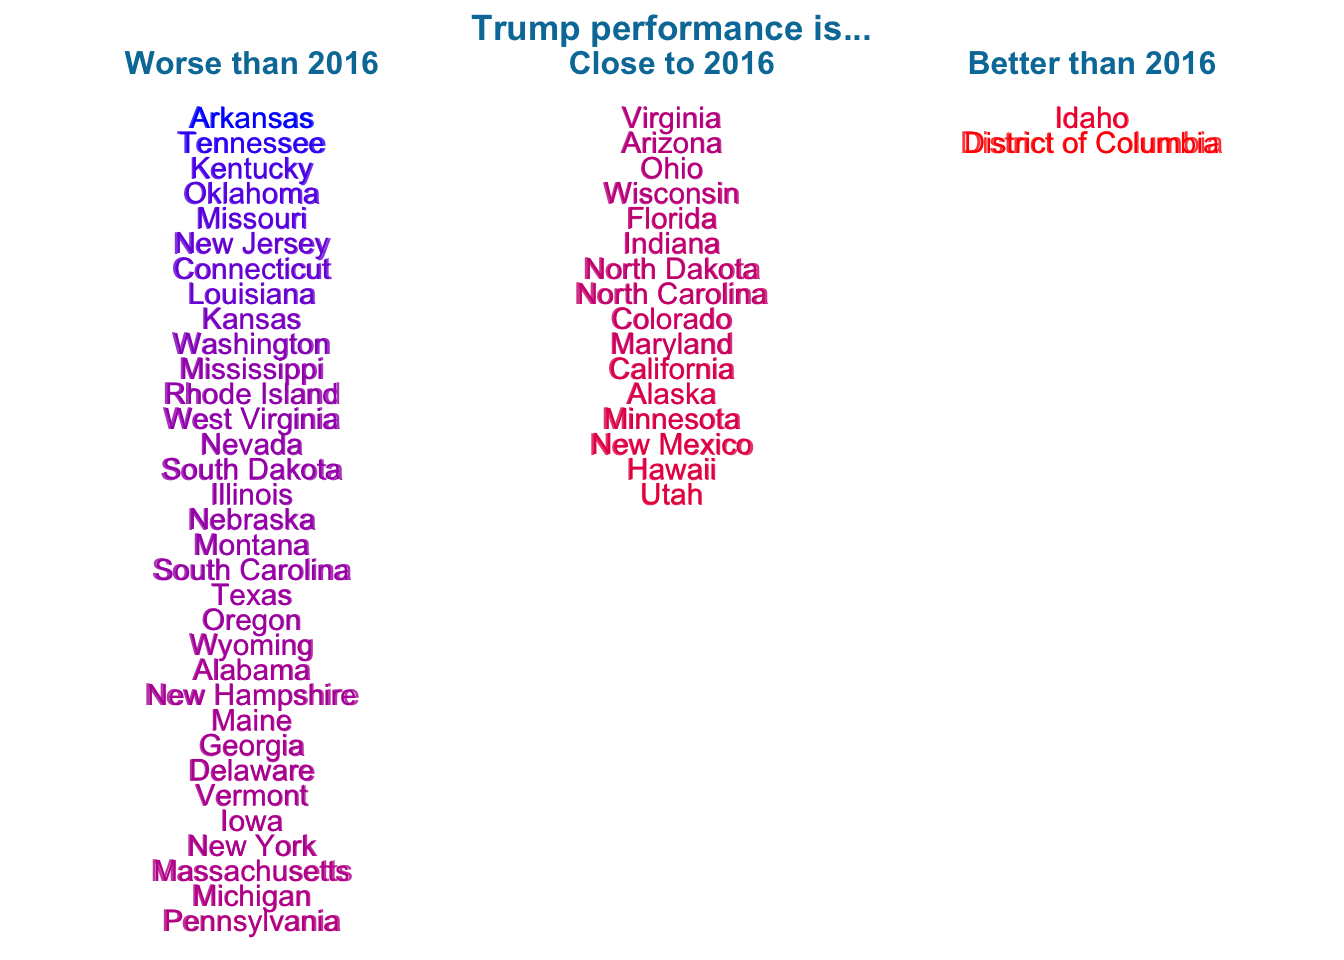 Trump performance is...
Worse than 2016
Close to 2016
Better than 2016
Arkansas
Tennessee
Kentucky
Oklahoma
Missouri
New Jersey
Connecticut
Louisiana
Kansas
Washington
Mississippi
Rhode Island
West Virginia
Nevada
South Dakota
Illinois
Nebraska
Montana
South Carolina
Texas
Oregon
Wyoming
Alabama
New Hampshire
Maine
Georgia
Delaware
Vermont
Iowa
New York
Massachusetts
Michigan
Pennsylvania
Virginia
Arizona
Ohio
Wisconsin
Florida
Indiana
North Dakota
North Carolina
Colorado
Maryland
California
Alaska
Minnesota
New Mexico
Hawaii
Utah
Idaho
District of Columbia